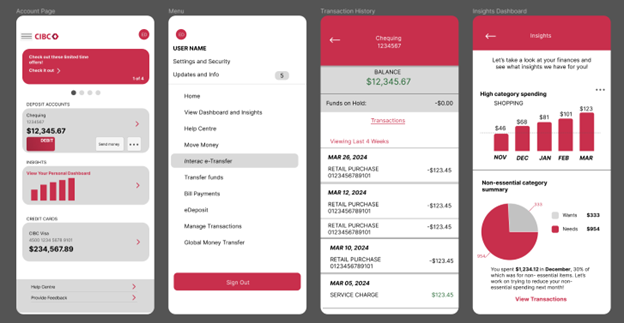 Account Page
CIBC
Check out these limited time
offers!
Check it out >
1 of 4
DEPOSIT ACCOUNTS
Chequing
1234567
$12,345.67
DEBIT
Send money
INSIGHTS
View Your Personal Dashboard
CREDIT CARDS
CIBC Visa
4500 1234 5678 9101
$234,567.89
Help Centre
Provide Feedback
Menu
USER NAME
Settings and Security
Updates and Info
5
Home
View Dashboard and Insights
Help Centre
Move Money
Interac e-Transfer
Transfer funds
Bill Payments
eDeposit
Manage Transactions
Global Money Transfer
Sign Out
Transaction History
Chequing
1234567
BALANCE
$12,345.67
Funds on Hold:
-$0.00
Transactions
Viewing Last 4 Weeks
MAR 26, 2024
RETAIL PURCHASE
0123456789101
-$123.45
MAR 12, 2024
RETAIL PURCHASE
0123456789101
-$123.45
RETAIL PURCHASE
0123456789101
-$123.45
MAR 10, 2024
RETAIL PURCHASE
0123456789101
-$123.45
MAR 05, 2024
SERVICE CHARGE
$123.45
Insights Dashboard
Insights
Let's take a look at your finances and
see what insights we have for you!
High category spending
SHOPPING
$46 $68 $81 $101 $123
NOV DEC JAN FEB MAR
Non-essential category
summary
333
954
Wants $333
Needs $954
You spent $1,234.12 in December, 30% of
which was for non- essential items. Let's
work on trying to reduce your non-
essential spending next month!
View Transactions